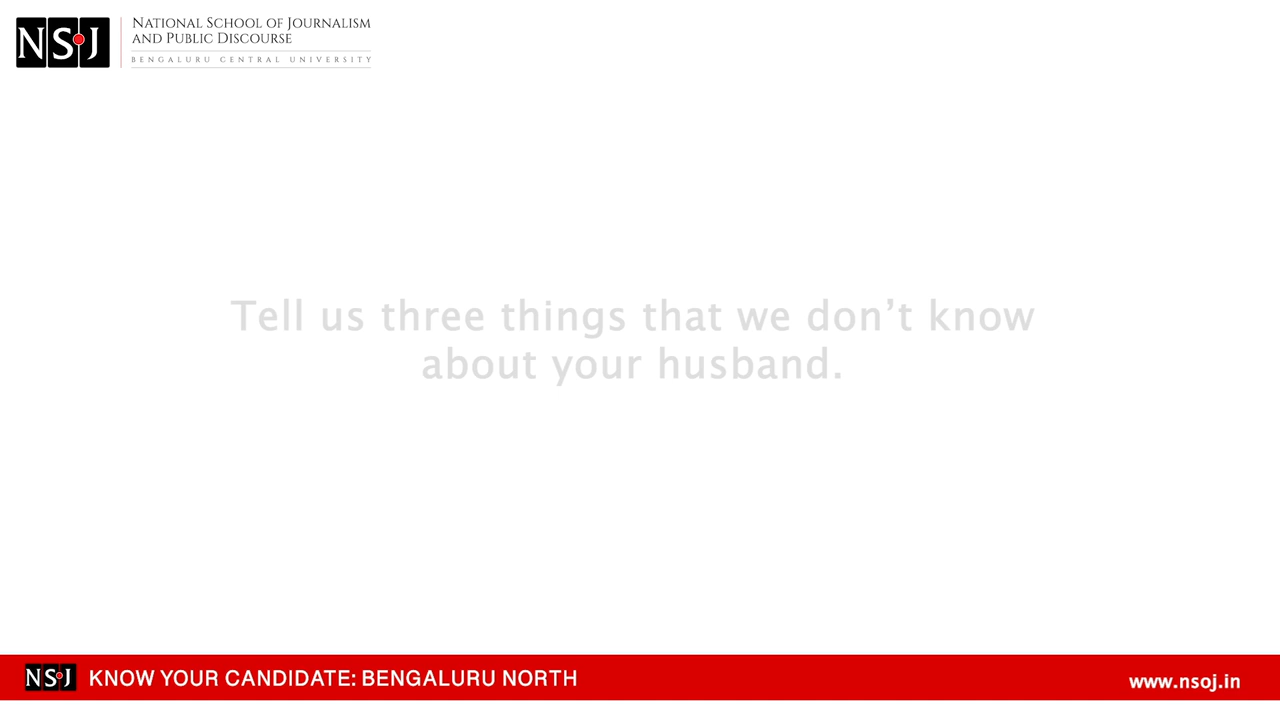 NSJ
National School of Journalism
and Public Discourse
BENGALURU CENTRAL UNIVERSITY
Tell us three things that we don’t know
about your husband.
NSJ KNOW YOUR CANDIDATE: BENGALURU NORTH
www.nsoj.in